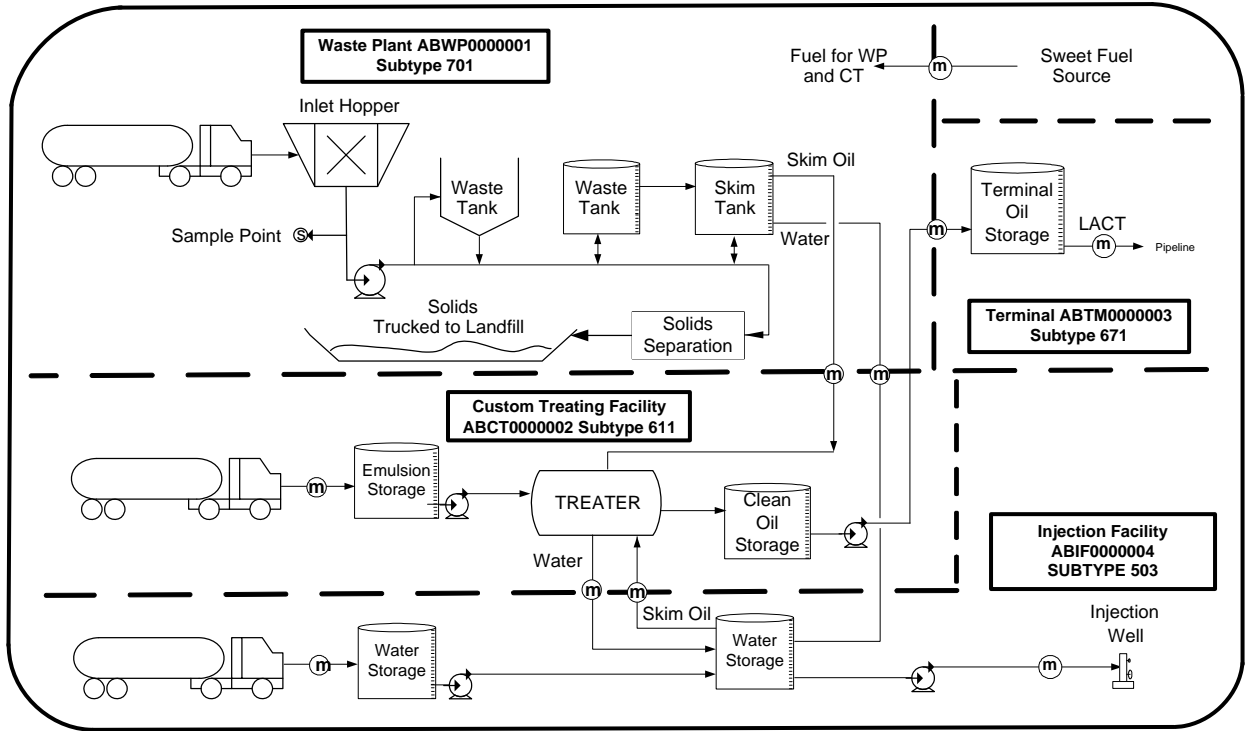 Waste Plant ABWP0000001
Subtype 701
Fuel for WP
and CT
m
Sweet Fuel
Source
Inlet Hopper
Waste
Tank
Waste
Tank
Skim
Tank
Skim Oil
Water
Sample Point
S
Terminal
Oil
Storage
m
LACT
m
Pipeline
Solids
Trucked to Landfill
Solids
Separation
Terminal ABTM0000003
Subtype 671
m
m
Custom Treating Facility
ABCT0000002 Subtype 611
m
Emulsion
Storage
TREATER
Clean
Oil
Storage
Water
Injection Facility
ABIF0000004
SUBTYPE 503
m
m
Skim Oil
Injection
Well
m
Water
Storage
Water
Storage
m